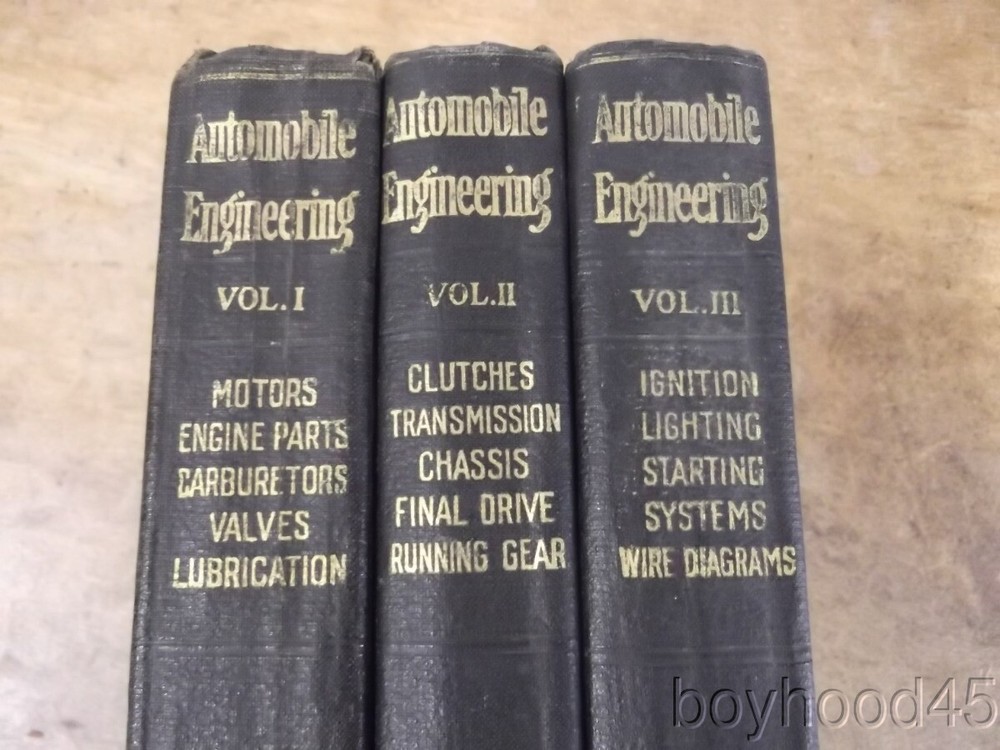 Automobile
Engineering
VOL. I
MOTORS
ENGINE PARTS
CARBURETORS
VALVES
LUBRICATION
Automobile
Engineering
VOL. II
CLUTCHES
TRANSMISSION
CHASSIS
FINAL DRIVE
RUNNING GEAR
Automobile
Engineering
VOL. III
IGNITION
LIGHTING
STARTING
SYSTEMS
WIRE DIAGRAMS
boyhood45